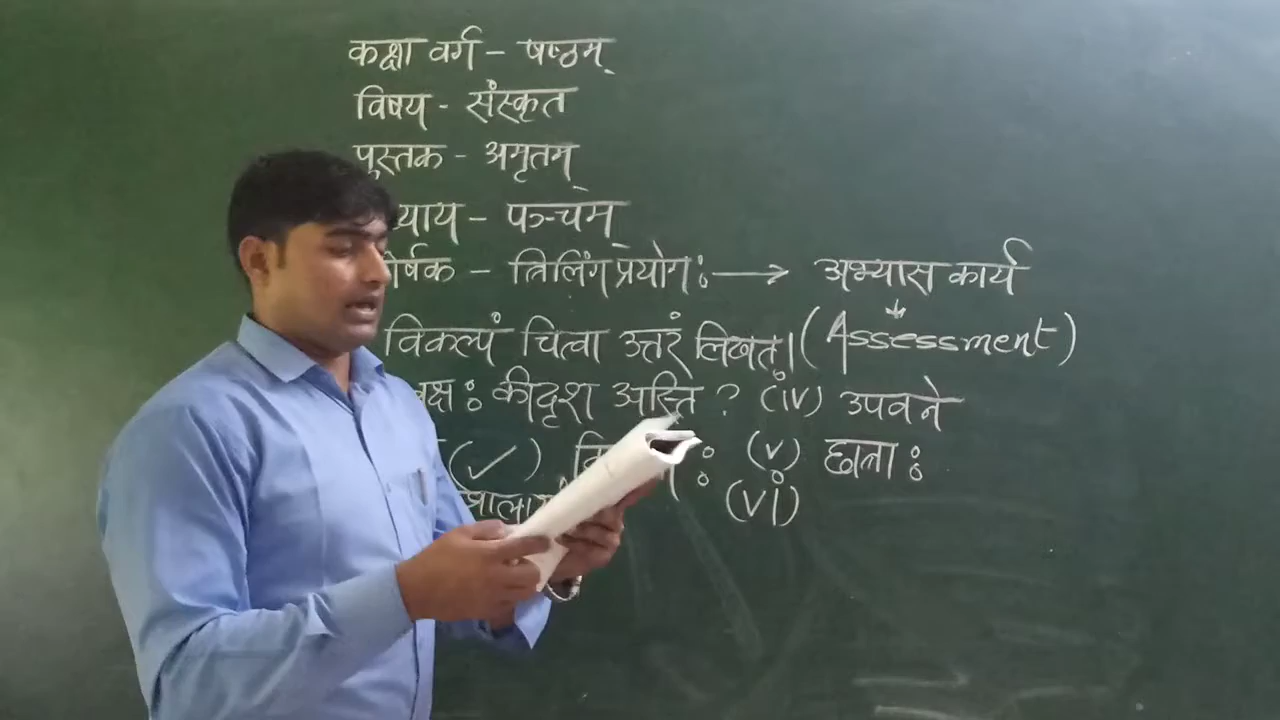 कक्षा वर्ग - षष्ठम्
विषय - संस्कृत
पुस्तक - अमृतम्
याय - पञ्चम्
र्षक - त्रिलिंग प्रयोगः → अभ्यास कार्य
विकल्पं चित्वा उत्तरं लिखतु। (Assessment)
कीदृश अस्ति ? (iv) उपवने
(✓) (v) छात्राः
(vi)